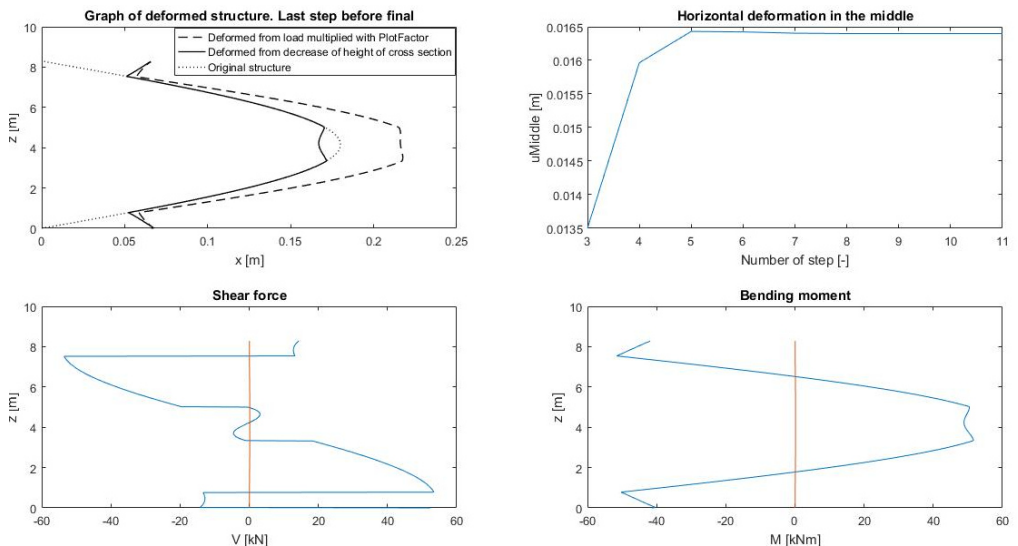 Graph of deformed structure. Last step before final
10
8
6
4
2
0
z [m]
Deformed from load multiplied with PlotFactor
Deformed from decrease of height of cross section
Original structure
0 0.05 0.1 0.15 0.2 0.25
x [m]
Horizontal deformation in the middle
0.0165
0.016
0.0155
0.015
0.0145
0.014
0.0135
uMiddle [m]
3 4 5 6 7 8 9 10 11
Number of step [-]
Shear force
10
8
6
4
2
0
z [m]
-60 -40 -20 0 20 40 60
V [kN]
Bending moment
10
8
6
4
2
0
z [m]
-60 -40 -20 0 20 40 60
M [kNm]